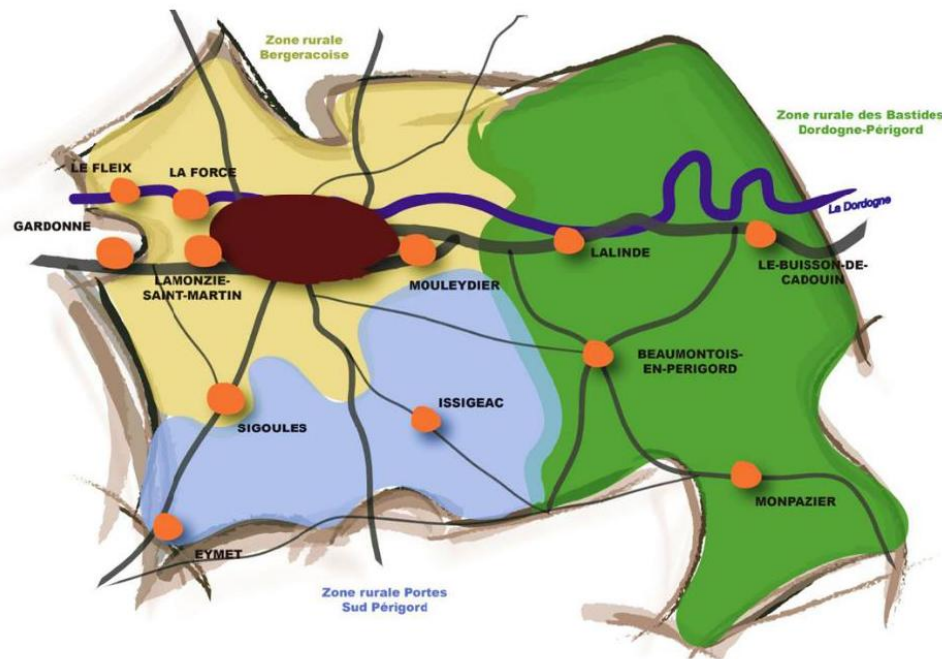 Zone rurale
Bergeracoise
Zone rurale des Bastides
Dordogne-Périgord
LE FLEIX
LA FORCE
La Dordogne
GARDONNE
LALINDE
LE-BUISSON-DE-
CADOUIN
LAMONZIE-
SAINT-MARTIN
MOULEYDIER
BEAUMONTOIS-
EN-PERIGORD
ISSIGEAC
SIGOULES
MONPAZIER
EYMET
Zone rurale Portes
Sud Périgord